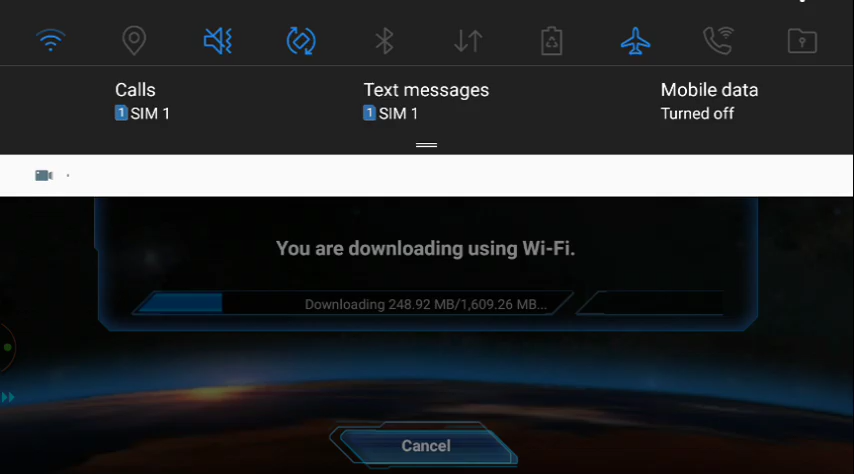 Calls
Text messages
Mobile data
1 SIM 1
1 SIM 1
Turned off
You are downloading using Wi-Fi.
Downloading 248.92 MB/1,609.26 MB...
Cancel